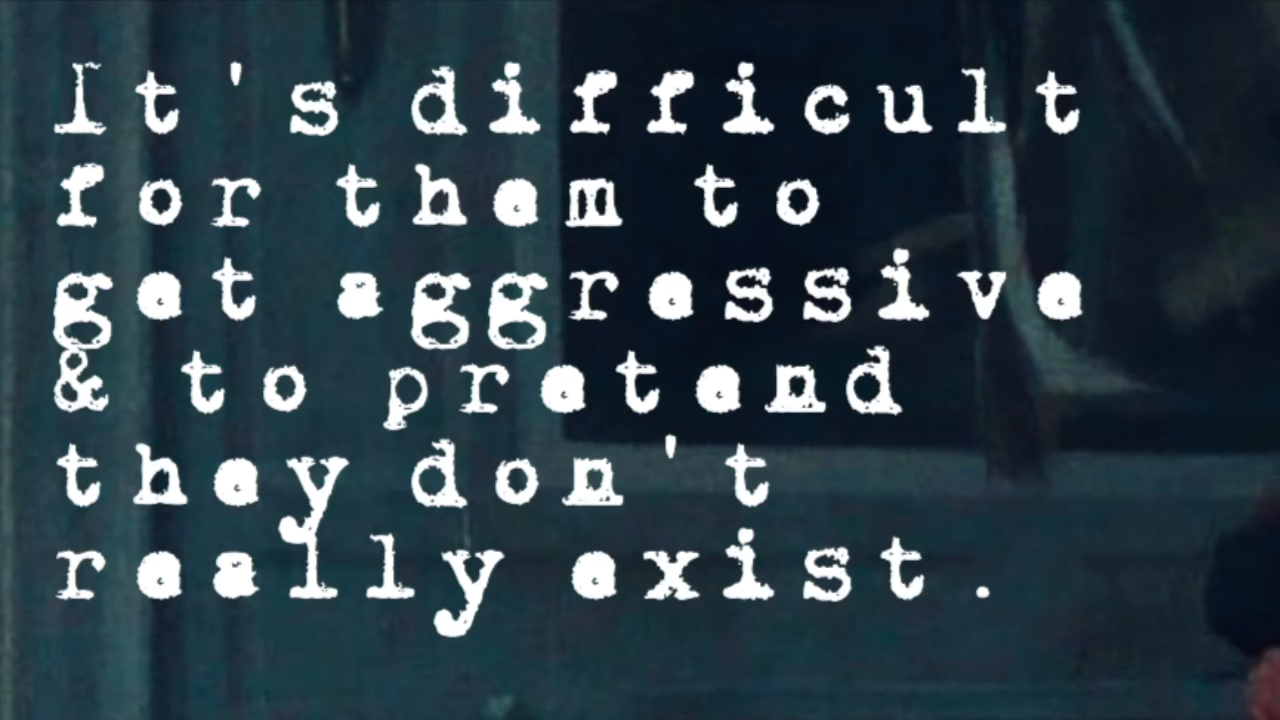 It's difficult
for them to
get aggressive
& to pretend
they don't
really exist.